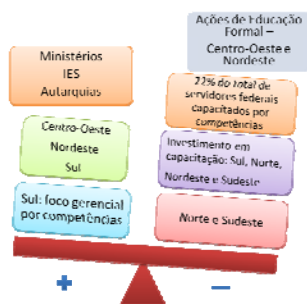 Ministérios
IES
Autarquias
Centro-Oeste
Nordeste
Sul
Sul: foco gerencial
por competências
+
Ações de Educação
Formal –
Centro-Oeste e
Nordeste
22% do total de
servidores federais
capacitados por
competências
Investimento em
capacitação: Sul, Norte,
Nordeste e Sudeste
Norte e Sudeste
–